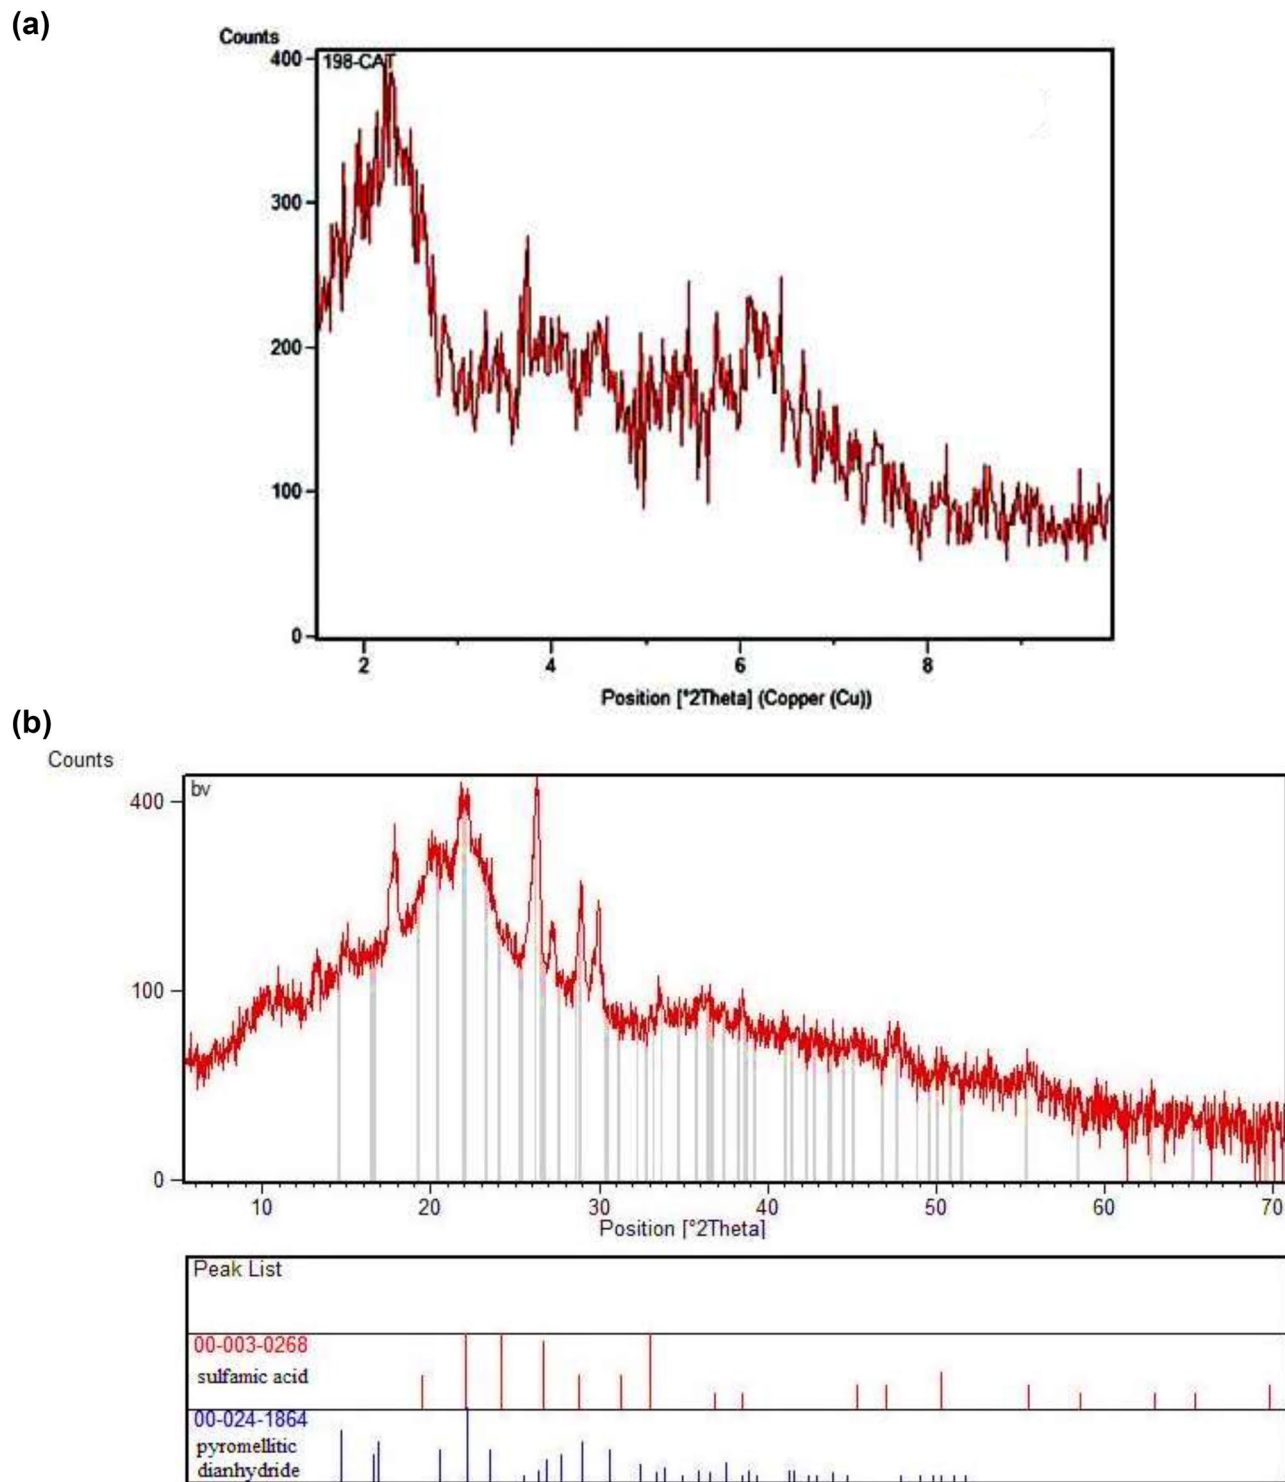 (a)
Counts
400
198-CAT
300
200
100
0
2 4 6 8
Position [°2Theta] (Copper (Cu))
(b)
Counts
bv
400
100
0
10 20 30 40 50 60 70
Position [°2Theta]
Peak List
00-003-0268
sulfamic acid
00-024-1864
pyromellitic
dianhydride